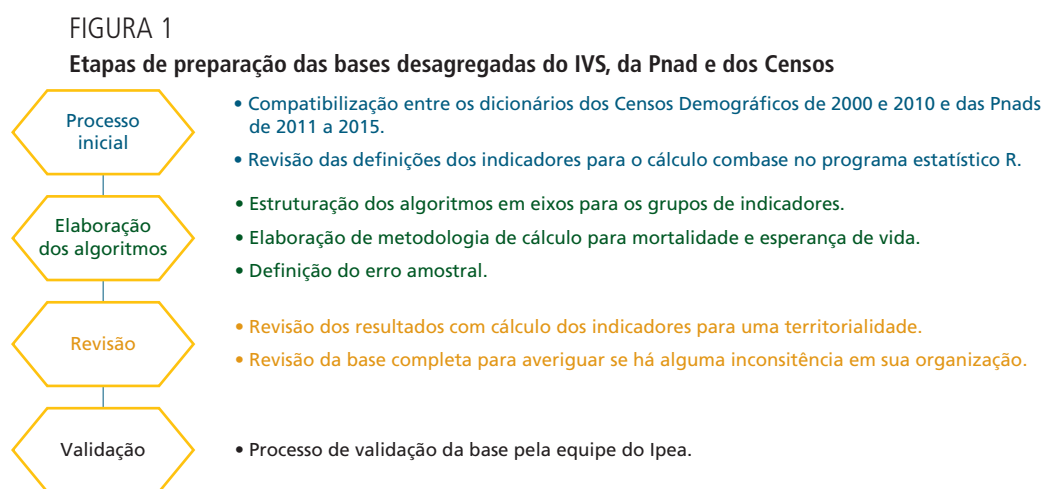 FIGURA 1
Etapas de preparação das bases desagregadas do IVS, da Pnad e dos Censos
Processo
inicial
• Compatibilização entre os dicionários dos Censos Demográficos de 2000 e 2010 e das Pnads
de 2011 a 2015.
• Revisão das definições dos indicadores para o cálculo combase no programa estatístico R.
Elaboração
dos algoritmos
• Estruturação dos algoritmos em eixos para os grupos de indicadores.
• Elaboração de metodologia de cálculo para mortalidade e esperança de vida.
• Definição do erro amostral.
Revisão
• Revisão dos resultados com cálculo dos indicadores para uma territorialidade.
• Revisão da base completa para averiguar se há alguma inconsitência em sua organização.
Validação
• Processo de validação da base pela equipe do Ipea.